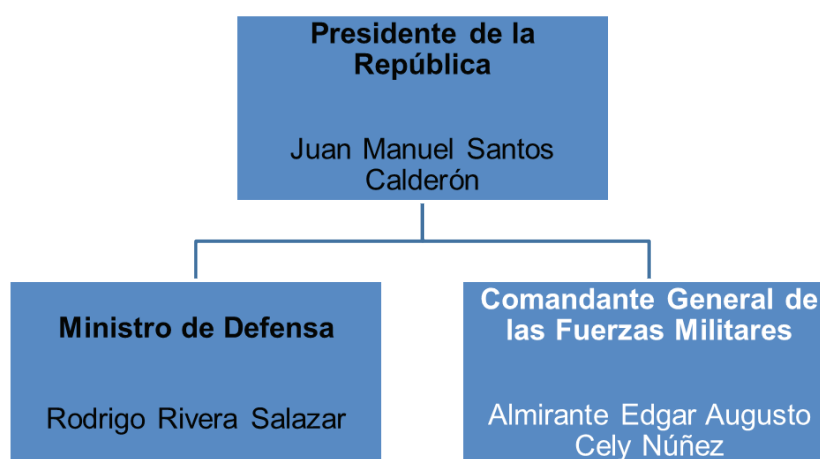 Presidente de la
República
Juan Manuel Santos
Calderón
Ministro de Defensa
Rodrigo Rivera Salazar
Comandante General de
las Fuerzas Militares
Almirante Edgar Augusto
Cely Núñez